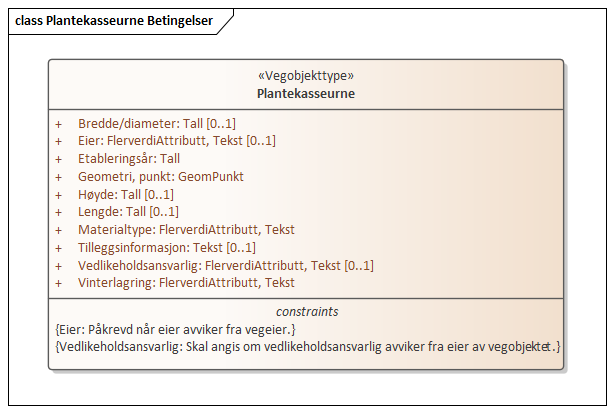 class Plantekasseurne Betingelser
«Vegobjekttype»
Plantekasseurne
+ Bredde/diameter: Tall [0..1]
+ Eier: FlerverdiAttributt, Tekst [0..1]
+ Etableringsår: Tall
+ Geometri, punkt: GeomPunkt
+ Høyde: Tall [0..1]
+ Lengde: Tall [0..1]
+ Materialtype: FlerverdiAttributt, Tekst
+ Tilleggsinformasjon: Tekst [0..1]
+ Vedlikeholdsansvarlig: FlerverdiAttributt, Tekst [0..1]
+ Vinterlagring: FlerverdiAttributt, Tekst
constraints
{Eier: Påkrevd når eier avviker fra vegeier.}
{Vedlikeholdsansvarlig: Skal angis om vedlikeholdsansvarlig avviker fra eier av vegobjektet.}